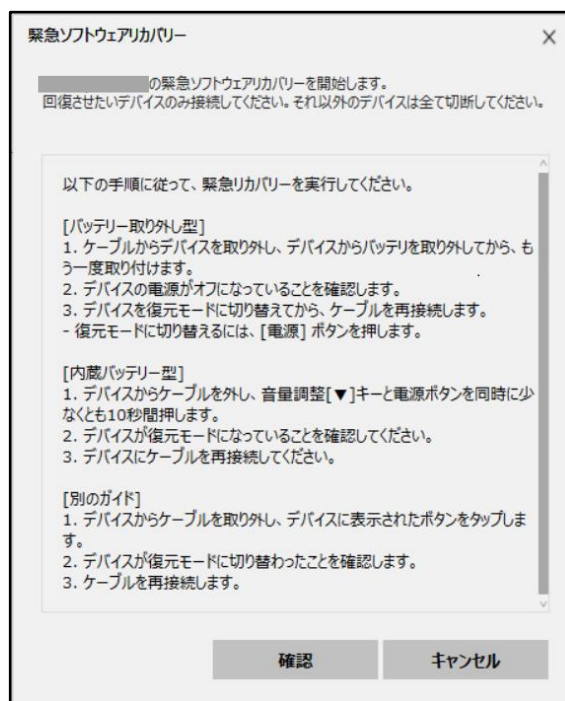 緊急ソフトウェアリカバリー
の緊急ソフトウェアリカバリーを開始します。
回復させたいデバイスのみ接続してください。それ以外のデバイスは全て切断してください。
以下の手順に従って、緊急リカバリーを実行してください。
[バッテリー取り外し型]
1. ケーブルからデバイスを取り外し、デバイスからバッテリを取り外してから、も
う一度取り付けます。
2. デバイスの電源がオフになっていることを確認します。
3. デバイスを復元モードに切り替えてから、ケーブルを再接続します。
- 復元モードに切り替えるには、[電源] ボタンを押します。
[内蔵バッテリー型]
1. デバイスからケーブルを外し、音量調整[▼]キーと電源ボタンを同時に少
なくとも10秒間押します。
2. デバイスが復元モードになっていることを確認してください。
3. デバイスにケーブルを再接続してください。
[別のガイド]
1. デバイスからケーブルを取り外し、デバイスに表示されたボタンをタップしま
す。
2. デバイスが復元モードに切り替わったことを確認します。
3. ケーブルを再接続します。
確認
キャンセル